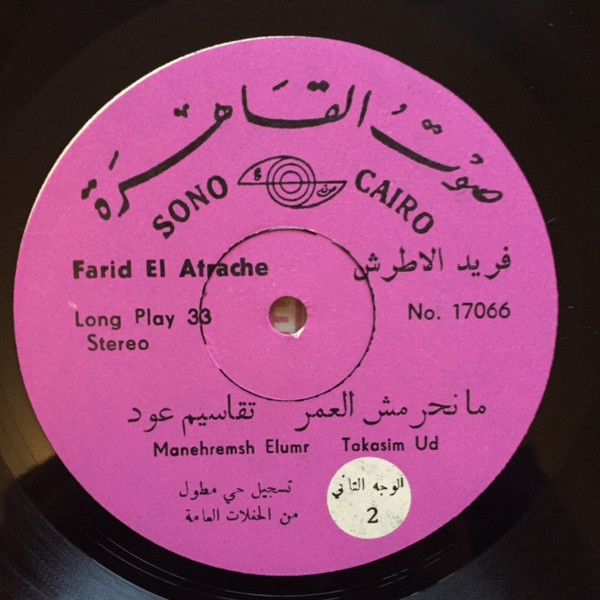 صوت القاهرة
SONO CAIRO
Farid El Atrache
فريد الاطرش
Long Play 33
Stereo
No. 17066
مانحرمش العمر تقاسيم عود
Manehremsh Elumr Takasim Ud
تسجيل حي مطول
من الحفلات العامة
الوجه الثاني
2